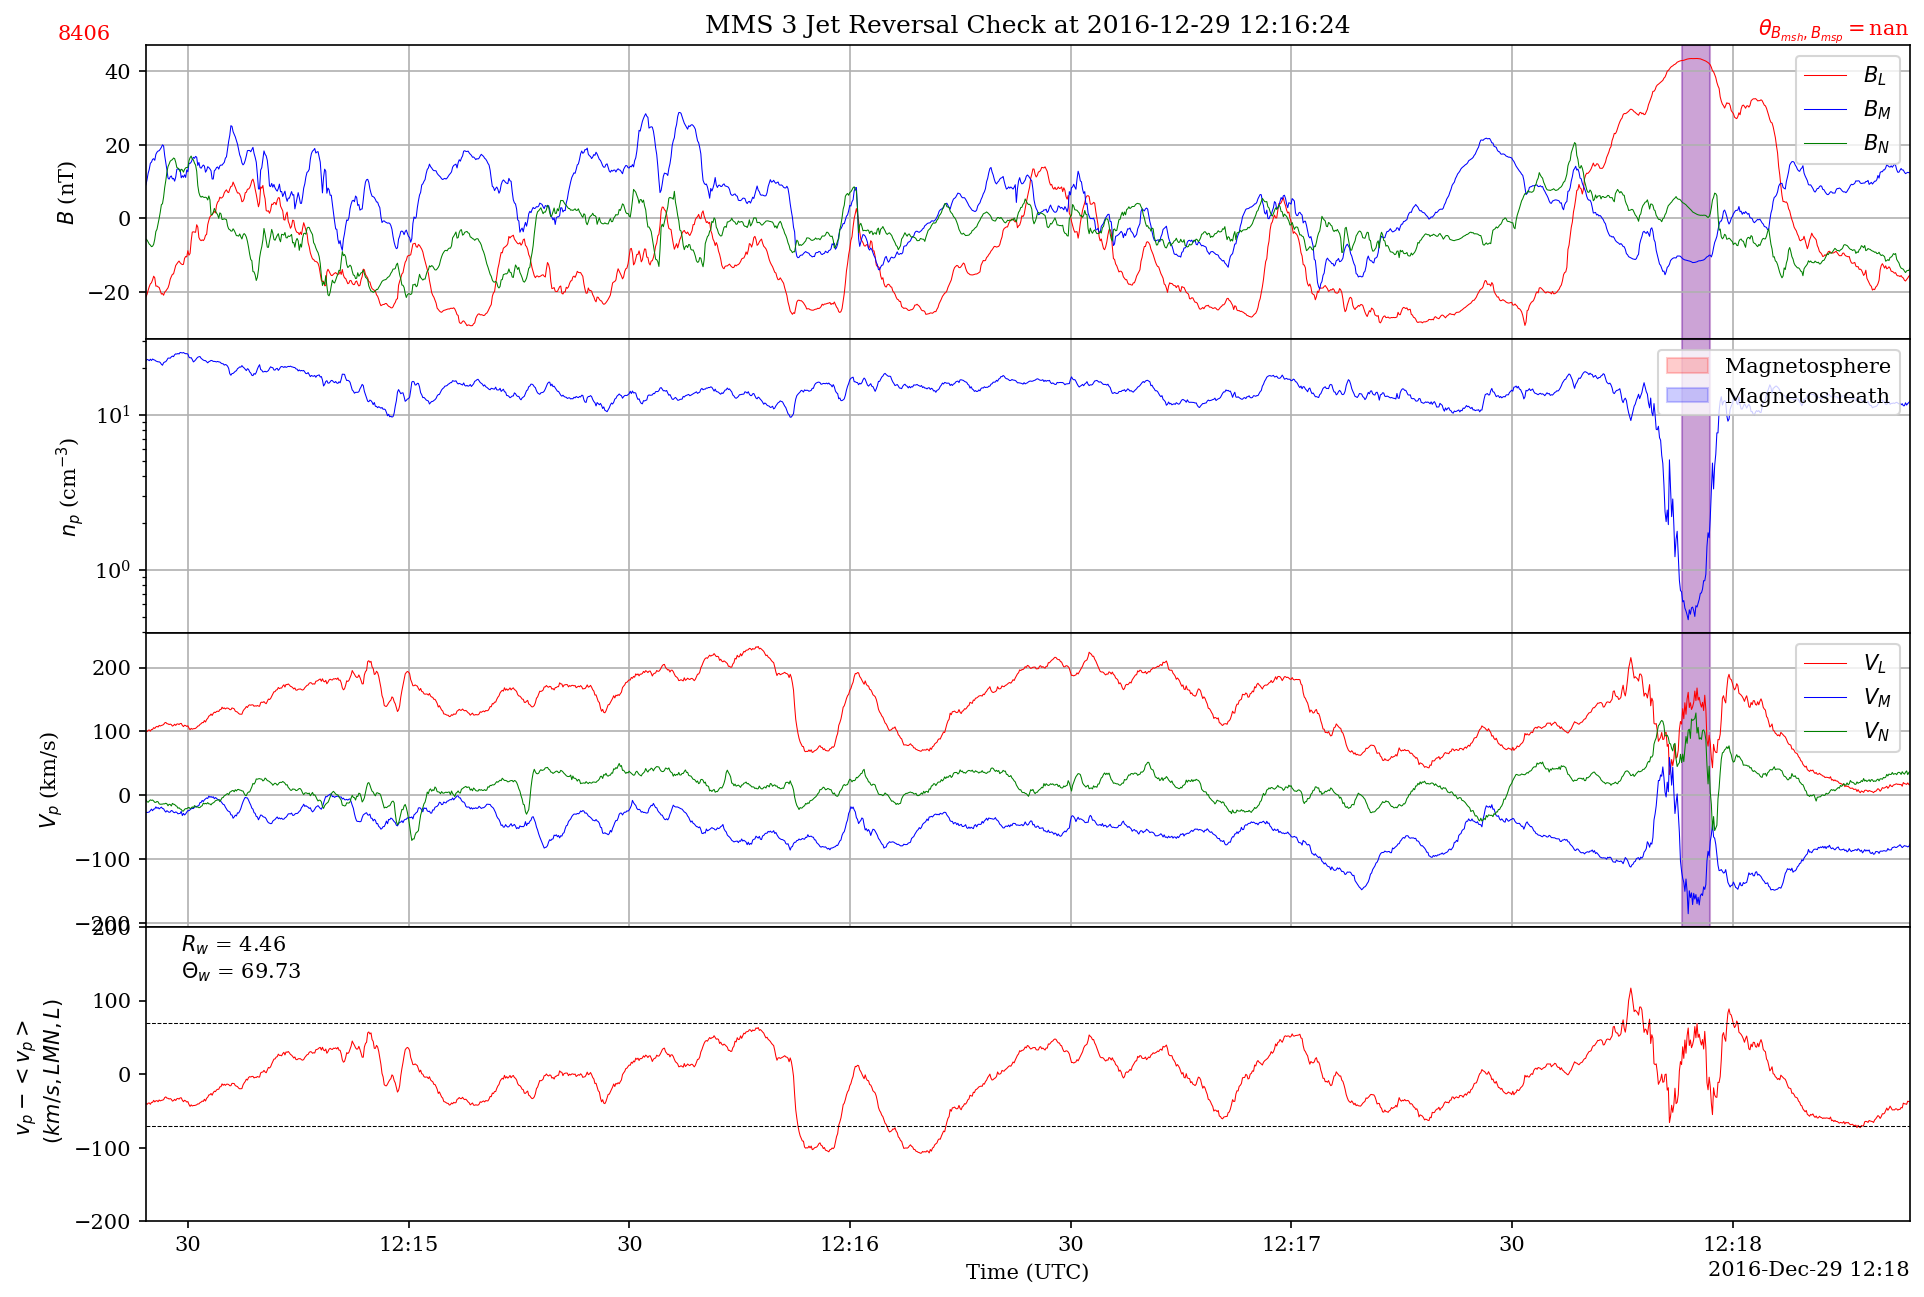 MMS 3 Jet Reversal Check at 2016-12-29 12:16:24
8406
θ_{B_{msh}, B_{msp}} = nan
40
20
0
−20
B (nT)
B_L
B_M
B_N
10^1
10^0
n_p (cm^{−3})
Magnetosphere
Magnetosheath
200
100
0
−100
−200
V_p (km/s)
V_L
V_M
V_N
200
100
0
−100
−200
v_p − < v_p >
(km/s, LMN, L)
R_w = 4.46
Θ_w = 69.73
30 12:15 30 12:16 30 12:17 30 12:18
Time (UTC)
2016-Dec-29 12:18